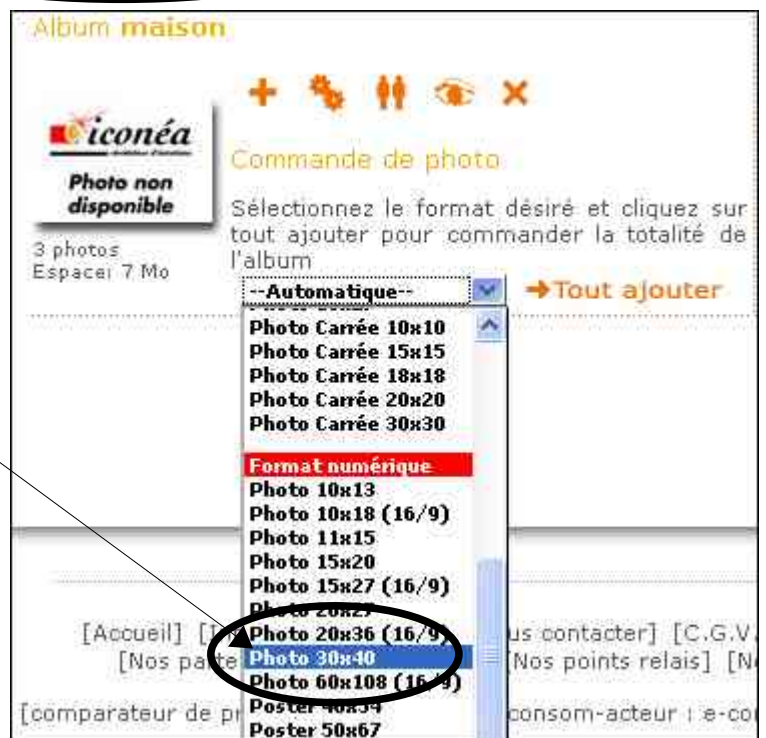 Album maison
iconéa
Photo non
disponible
3 photos
Espace: 7 Mo
Commande de photo
Sélectionnez le format désiré et cliquez sur
tout ajouter pour commander la totalité de
l'album
--Automatique--
➔Tout ajouter
Photo Carrée 10x10
Photo Carrée 15x15
Photo Carrée 18x18
Photo Carrée 20x20
Photo Carrée 30x30
Format numérique
Photo 10x13
Photo 10x18 (16/9)
Photo 11x15
Photo 15x20
Photo 15x27 (16/9)
Photo 20x27
Photo 20x36 (16/9)
Photo 30x40
Photo 60x108 (16/9)
Poster 40x54
Poster 50x67
[Accueil] us contacter] [C.G.V.
[Nos [Nos points relais]
[comparateur de consom-acteur : e-co